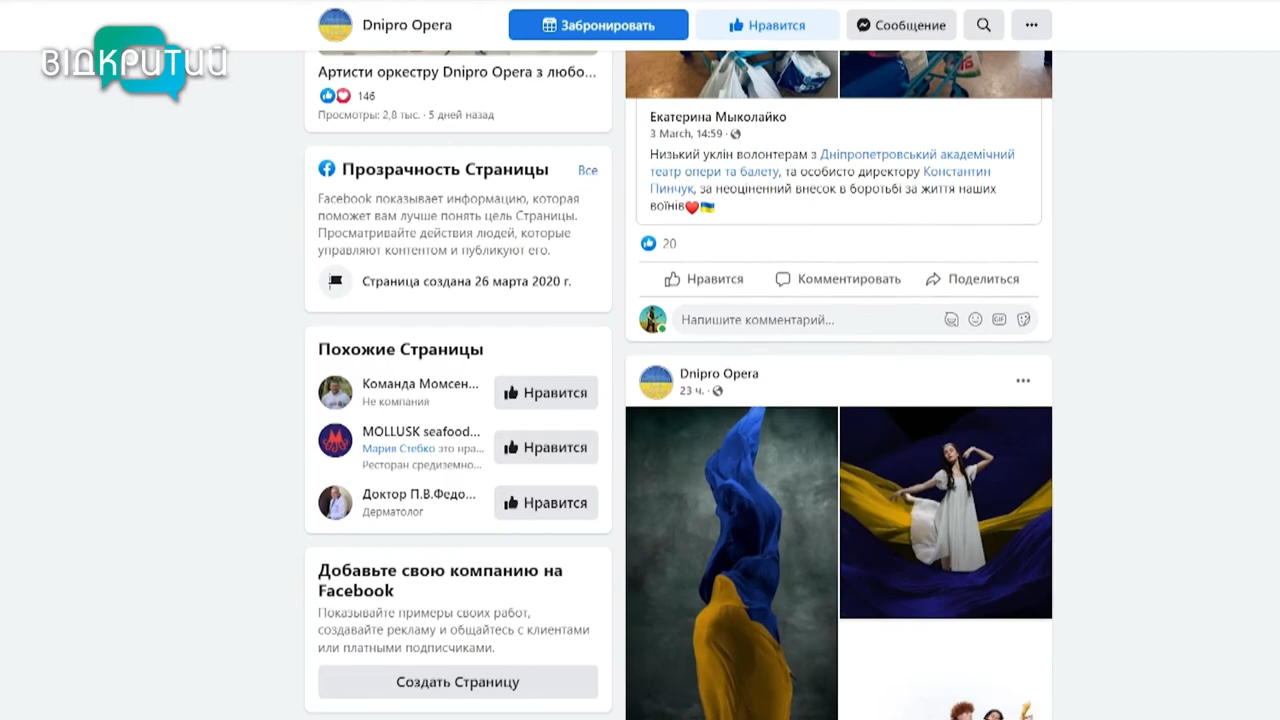 ВІДКРИТИЙ
Dnipro Opera
Забронировать
Нравится
Сообщение
Артисти оркестру Dnipro Opera з любо...
146
Просмотры: 2,8 тыс. · 5 дней назад
Прозрачность Страницы
Все
Facebook показывает информацию, которая
поможет вам лучше понять цель Страницы.
Просматривайте действия людей, которые
управляют контентом и публикуют его.
Страница создана 26 марта 2020 г.
Похожие Страницы
Команда Момсен...
Не компания
Нравится
MOLLUSK seafood...
Мария Стебко это нра...
Ресторан средиземно...
Нравится
Доктор П.В.Федо...
Дерматолог
Нравится
Добавьте свою компанию на
Facebook
Показывайте примеры своих работ,
создавайте рекламу и общайтесь с клиентами
или платными подписчиками.
Создать Страницу
Екатерина Мыколайко
3 March, 14:59 ·
Низький уклін волонтерам з Дніпропетровський академічний
театр опери та балету, та особисто директору Константин
Пинчук, за неоціненний внесок в боротьбі за життя наших
воїнів❤️🇺🇦
20
Нравится
Комментировать
Поделиться
Напишите комментарий...
GIF
Dnipro Opera
23 ч. ·